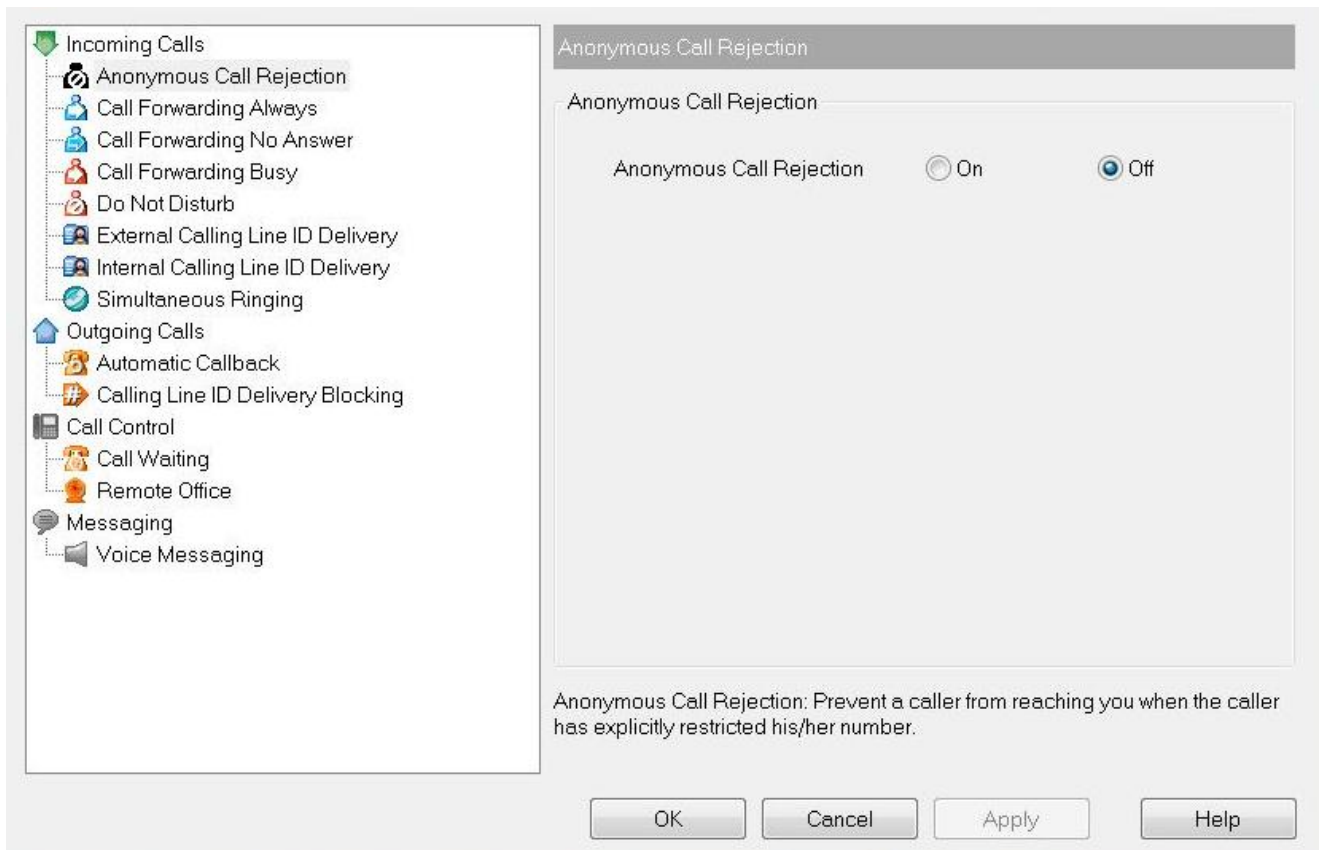 Incoming Calls
Anonymous Call Rejection
Call Forwarding Always
Call Forwarding No Answer
Call Forwarding Busy
Do Not Disturb
External Calling Line ID Delivery
Internal Calling Line ID Delivery
Simultaneous Ringing
Outgoing Calls
Automatic Callback
Calling Line ID Delivery Blocking
Call Control
Call Waiting
Remote Office
Messaging
Voice Messaging
Anonymous Call Rejection
Anonymous Call Rejection
Anonymous Call Rejection On Off
Anonymous Call Rejection: Prevent a caller from reaching you when the caller
has explicitly restricted his/her number.
OK Cancel Apply Help